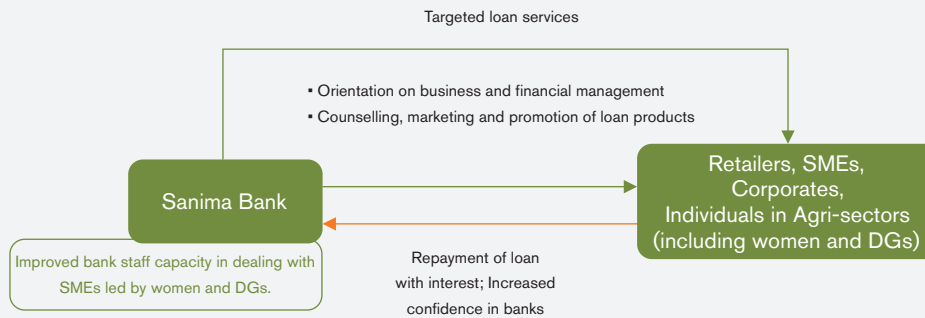 Targeted loan services
▪ Orientation on business and financial management
▪ Counselling, marketing and promotion of loan products
Sanima Bank
Retailers, SMEs,
Corporates,
Individuals in Agri-sectors
(including women and DGs)
Improved bank staff capacity in dealing with
SMEs led by women and DGs.
Repayment of loan
with interest; Increased
confidence in banks